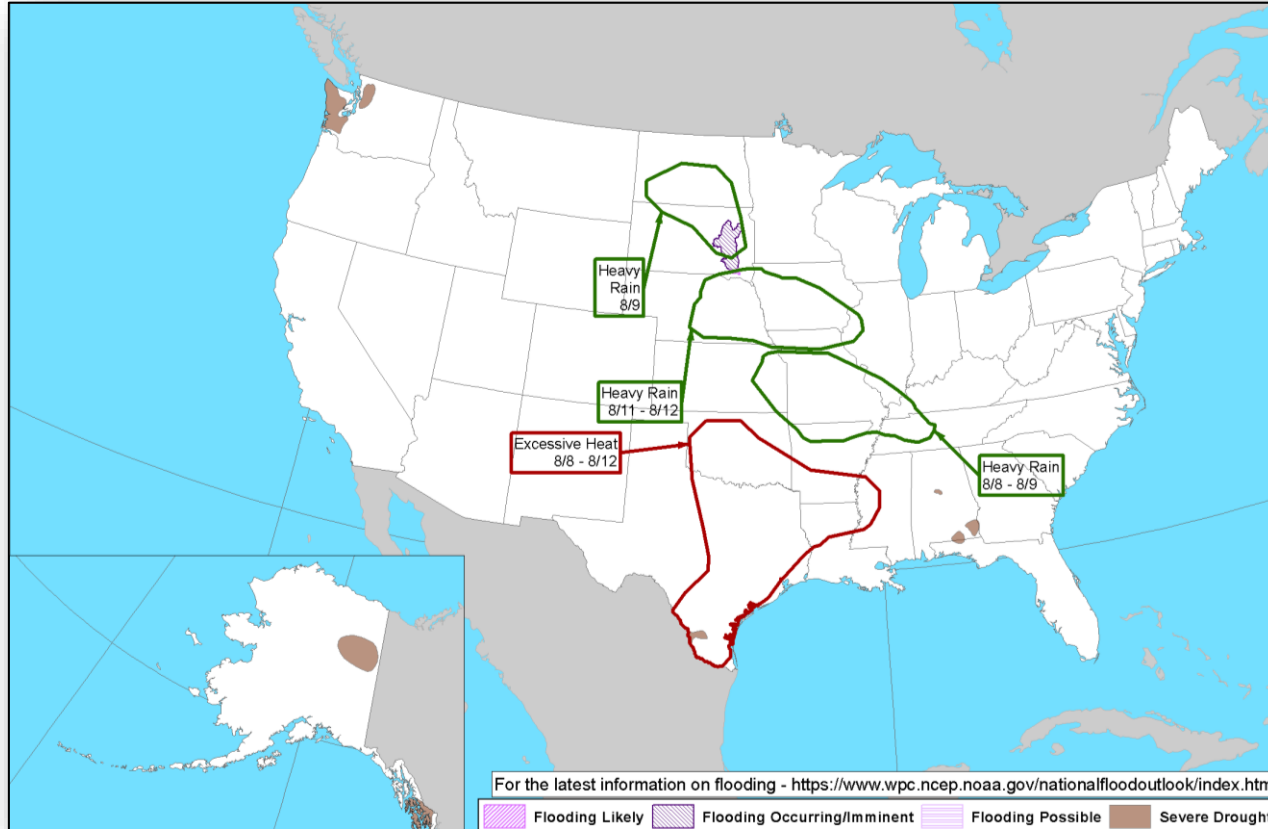 Heavy
Rain
8/9
Heavy Rain
8/11 - 8/12
Excessive Heat
8/8 - 8/12
Heavy Rain
8/8 - 8/9
For the latest information on flooding - https://www.wpc.ncep.noaa.gov/nationalfloodoutlook/index.htm
Flooding Likely
Flooding Occurring/Imminent
Flooding Possible
Severe Drought